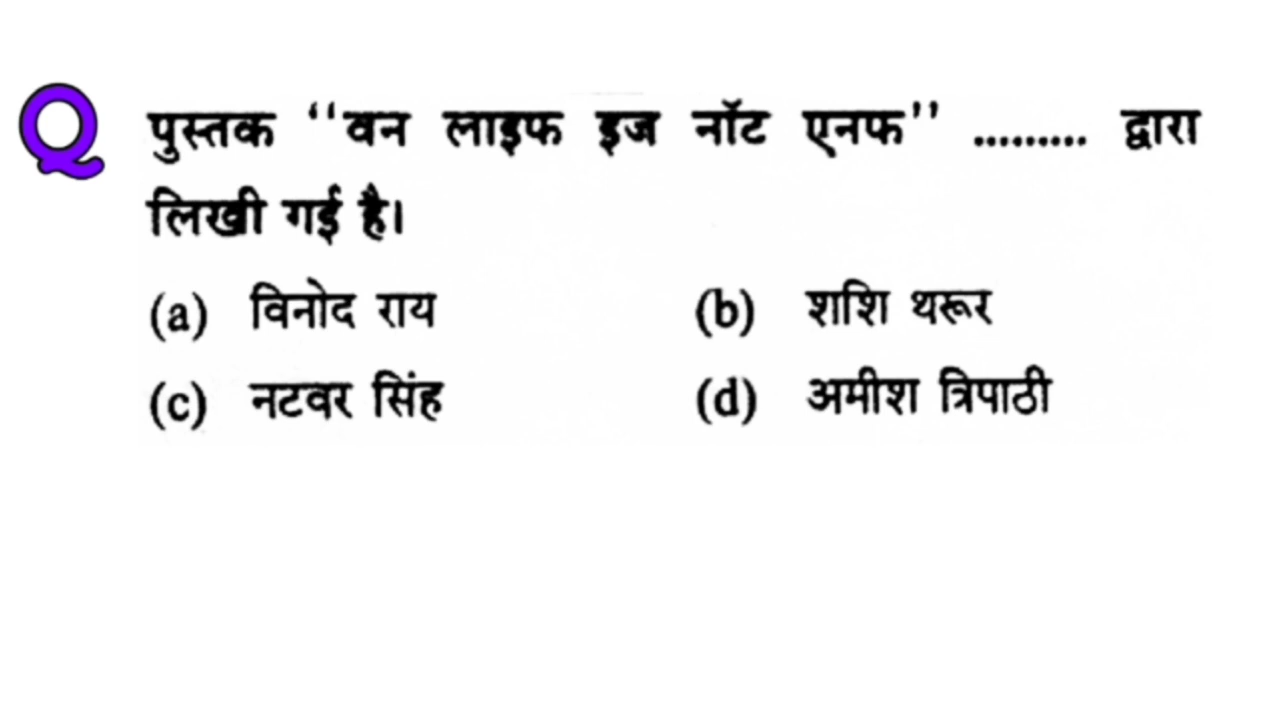 Q पुस्तक ‘‘वन लाइफ इज नॉट एनफ’’ ......... द्वारा
लिखी गई है।
(a) विनोद राय (b) शशि थरूर
(c) नटवर सिंह (d) अमीश त्रिपाठी